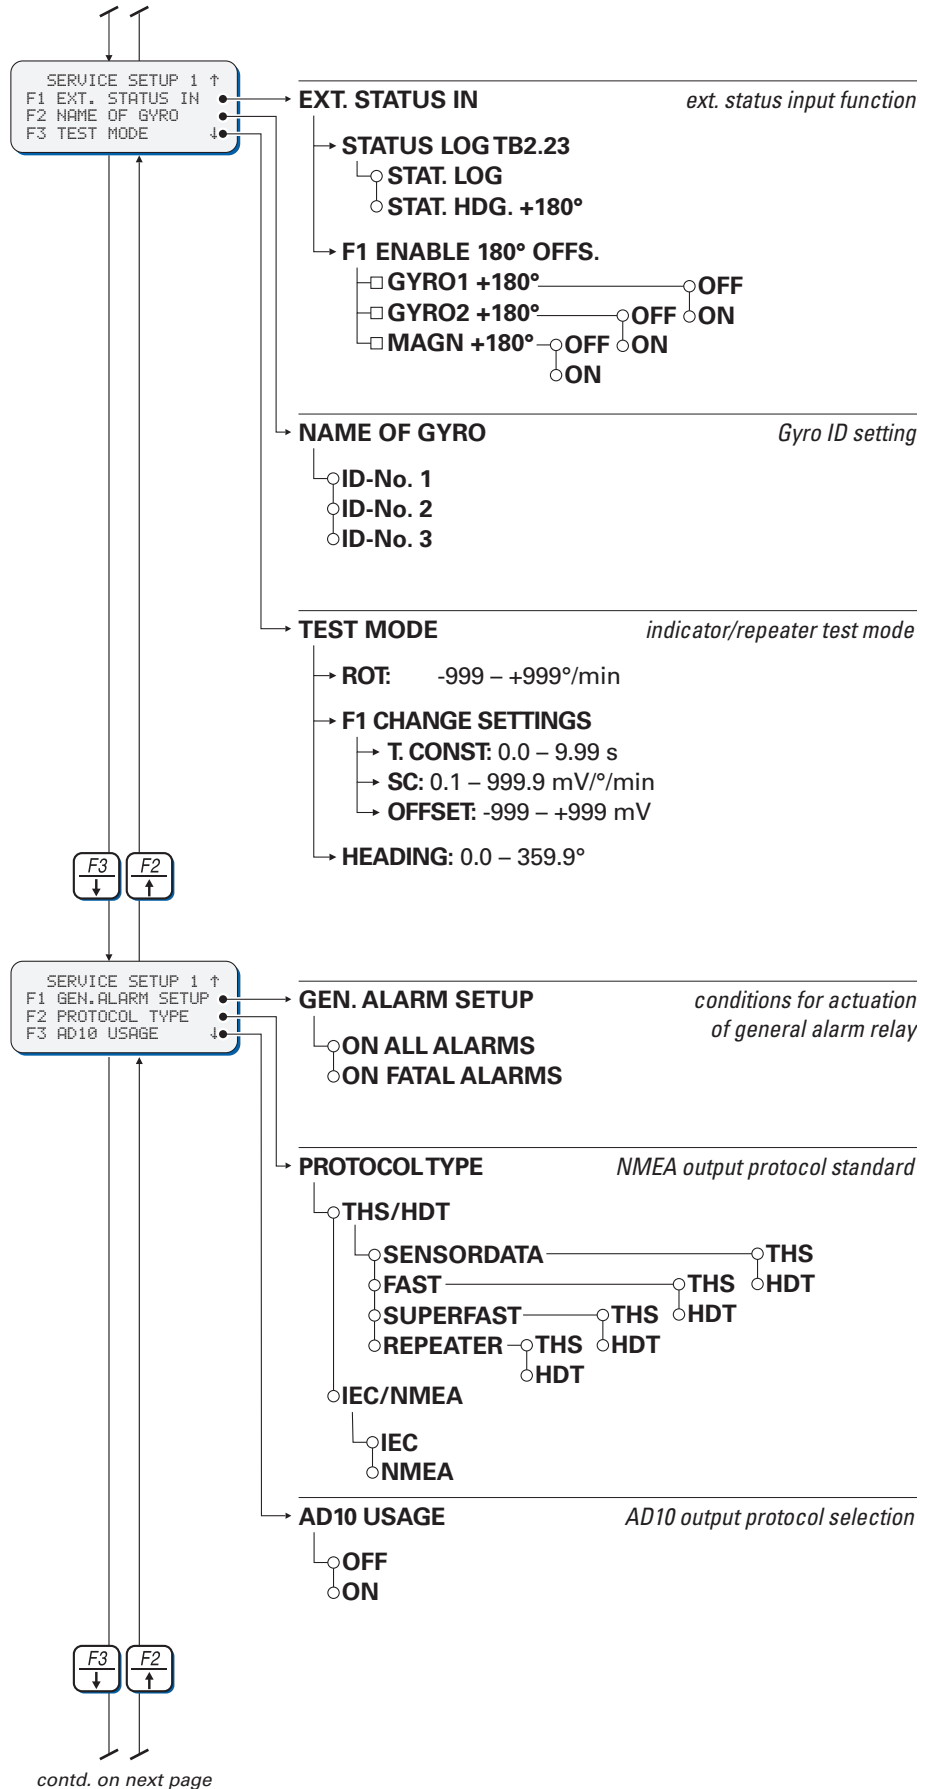 SERVICE SETUP 1 ↑
F1 EXT. STATUS IN
F2 NAME OF GYRO
F3 TEST MODE ↓
EXT. STATUS IN ext. status input function
STATUS LOG TB2.23
STAT. LOG
STAT. HDG. +180°
F1 ENABLE 180° OFFS.
GYRO1 +180° OFF
GYRO2 +180° OFF ON
MAGN +180° OFF ON
ON
NAME OF GYRO Gyro ID setting
ID-No. 1
ID-No. 2
ID-No. 3
TEST MODE indicator/repeater test mode
ROT: -999 – +999°/min
F1 CHANGE SETTINGS
T. CONST: 0.0 – 9.99 s
SC: 0.1 – 999.9 mV/°/min
OFFSET: -999 – +999 mV
HEADING: 0.0 – 359.9°
F3 ↓ F2 ↑
SERVICE SETUP 1 ↑
F1 GEN.ALARM SETUP
F2 PROTOCOL TYPE
F3 AD10 USAGE ↓
GEN. ALARM SETUP conditions for actuation
of general alarm relay
ON ALL ALARMS
ON FATAL ALARMS
PROTOCOL TYPE NMEA output protocol standard
THS/HDT
SENSORDATA THS
FAST THS HDT
SUPERFAST THS HDT
REPEATER THS HDT
HDT
IEC/NMEA
IEC
NMEA
AD10 USAGE AD10 output protocol selection
OFF
ON
F3 ↓ F2 ↑
contd. on next page